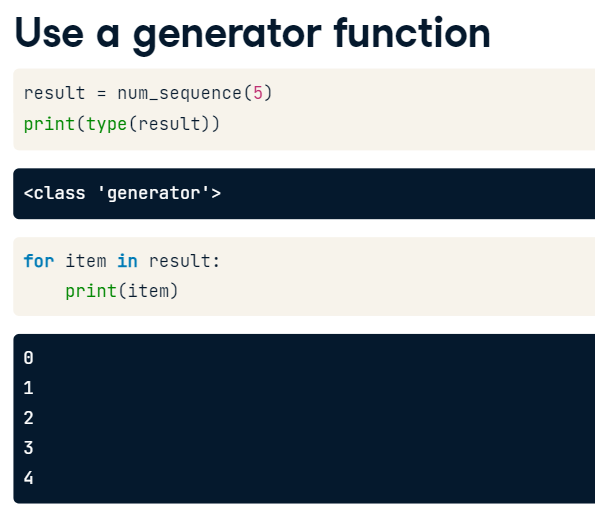 Use a generator function
result = num_sequence(5)
print(type(result))
<class 'generator'>
for item in result:
    print(item)
0
1
2
3
4